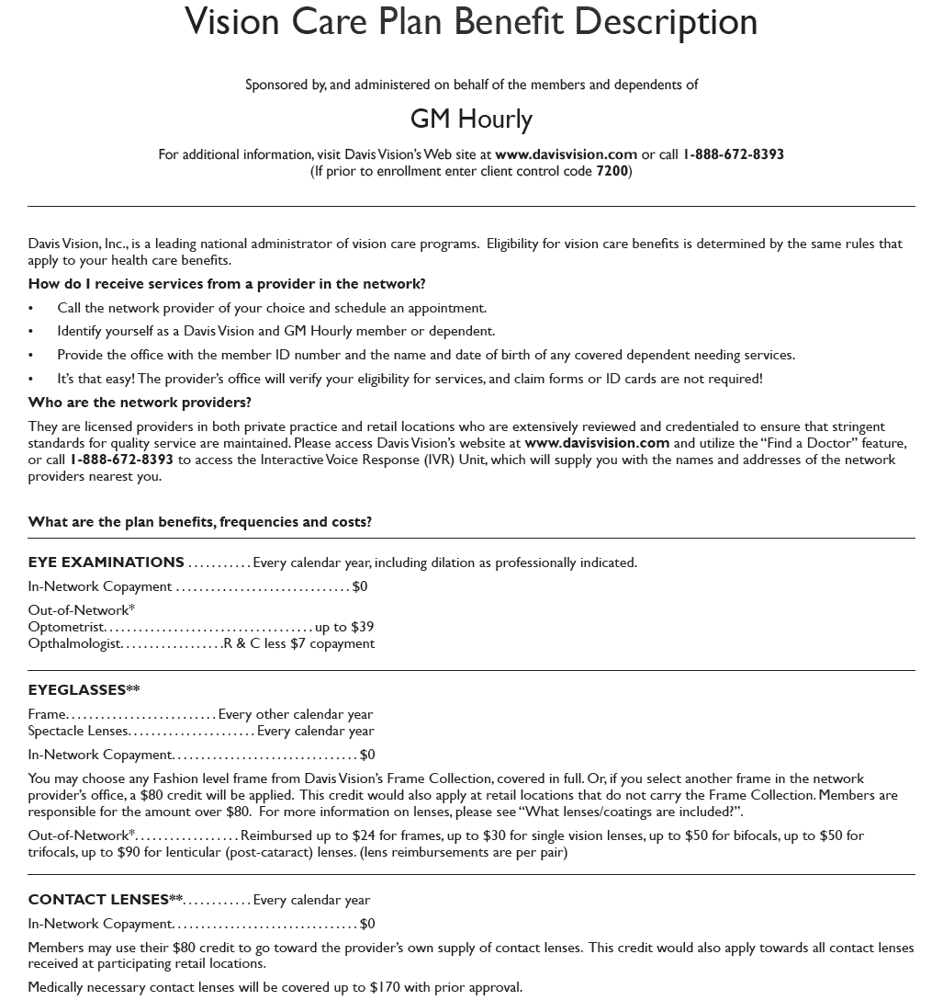 Vision Care Plan Benefit Description
Sponsored by, and administered on behalf of the members and dependents of
GM Hourly
For additional information, visit Davis Vision's Web site at www.davisvision.com or call 1-888-672-8393
(If prior to enrollment enter client control code 7200)
Davis Vision, Inc., is a leading national administrator of vision care programs. Eligibility for vision care benefits is determined by the same rules that
apply to your health care benefits.
How do I receive services from a provider in the network?
• Call the network provider of your choice and schedule an appointment.
• Identify yourself as a Davis Vision and GM Hourly member or dependent.
• Provide the office with the member ID number and the name and date of birth of any covered dependent needing services.
• It's that easy! The provider's office will verify your eligibility for services, and claim forms or ID cards are not required!
Who are the network providers?
They are licensed providers in both private practice and retail locations who are extensively reviewed and credentialed to ensure that stringent
standards for quality service are maintained. Please access Davis Vision's website at www.davisvision.com and utilize the "Find a Doctor" feature,
or call 1-888-672-8393 to access the Interactive Voice Response (IVR) Unit, which will supply you with the names and addresses of the network
providers nearest you.
What are the plan benefits, frequencies and costs?
EYE EXAMINATIONS ........... Every calendar year, including dilation as professionally indicated.
In-Network Copayment .............................. $0
Out-of-Network*
Optometrist.................................... up to $39
Opthalmologist..................R & C less $7 copayment
EYEGLASSES**
Frame.......................... Every other calendar year
Spectacle Lenses...................... Every calendar year
In-Network Copayment................................ $0
You may choose any Fashion level frame from Davis Vision's Frame Collection, covered in full. Or, if you select another frame in the network
provider's office, a $80 credit will be applied. This credit would also apply at retail locations that do not carry the Frame Collection. Members are
responsible for the amount over $80. For more information on lenses, please see "What lenses/coatings are included?".
Out-of-Network*.................. Reimbursed up to $24 for frames, up to $30 for single vision lenses, up to $50 for bifocals, up to $50 for
trifocals, up to $90 for lenticular (post-cataract) lenses. (lens reimbursements are per pair)
CONTACT LENSES**............ Every calendar year
In-Network Copayment................................ $0
Members may use their $80 credit to go toward the provider's own supply of contact lenses. This credit would also apply towards all contact lenses
received at participating retail locations.
Medically necessary contact lenses will be covered up to $170 with prior approval.